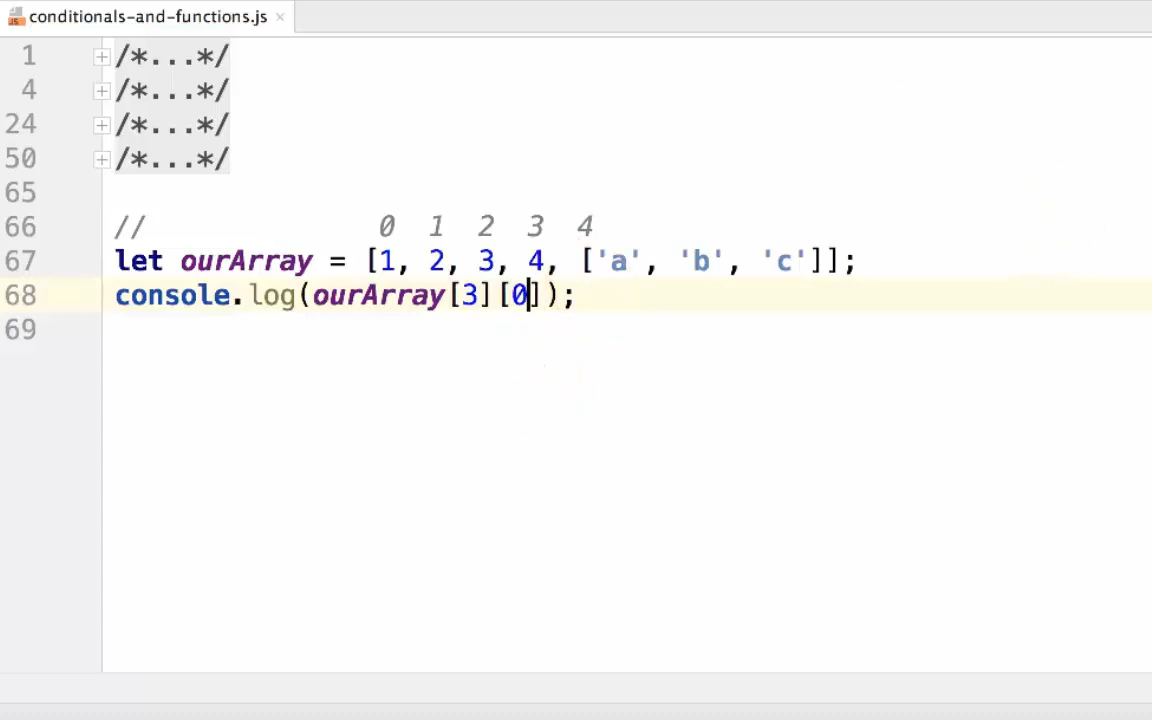 conditionals-and-functions.js ×
1 /*...*/
4 /*...*/
24 /*...*/
50 /*...*/
65
66 // 0 1 2 3 4
67 let ourArray = [1, 2, 3, 4, ['a', 'b', 'c']];
68 console.log(ourArray[3][0]);
69